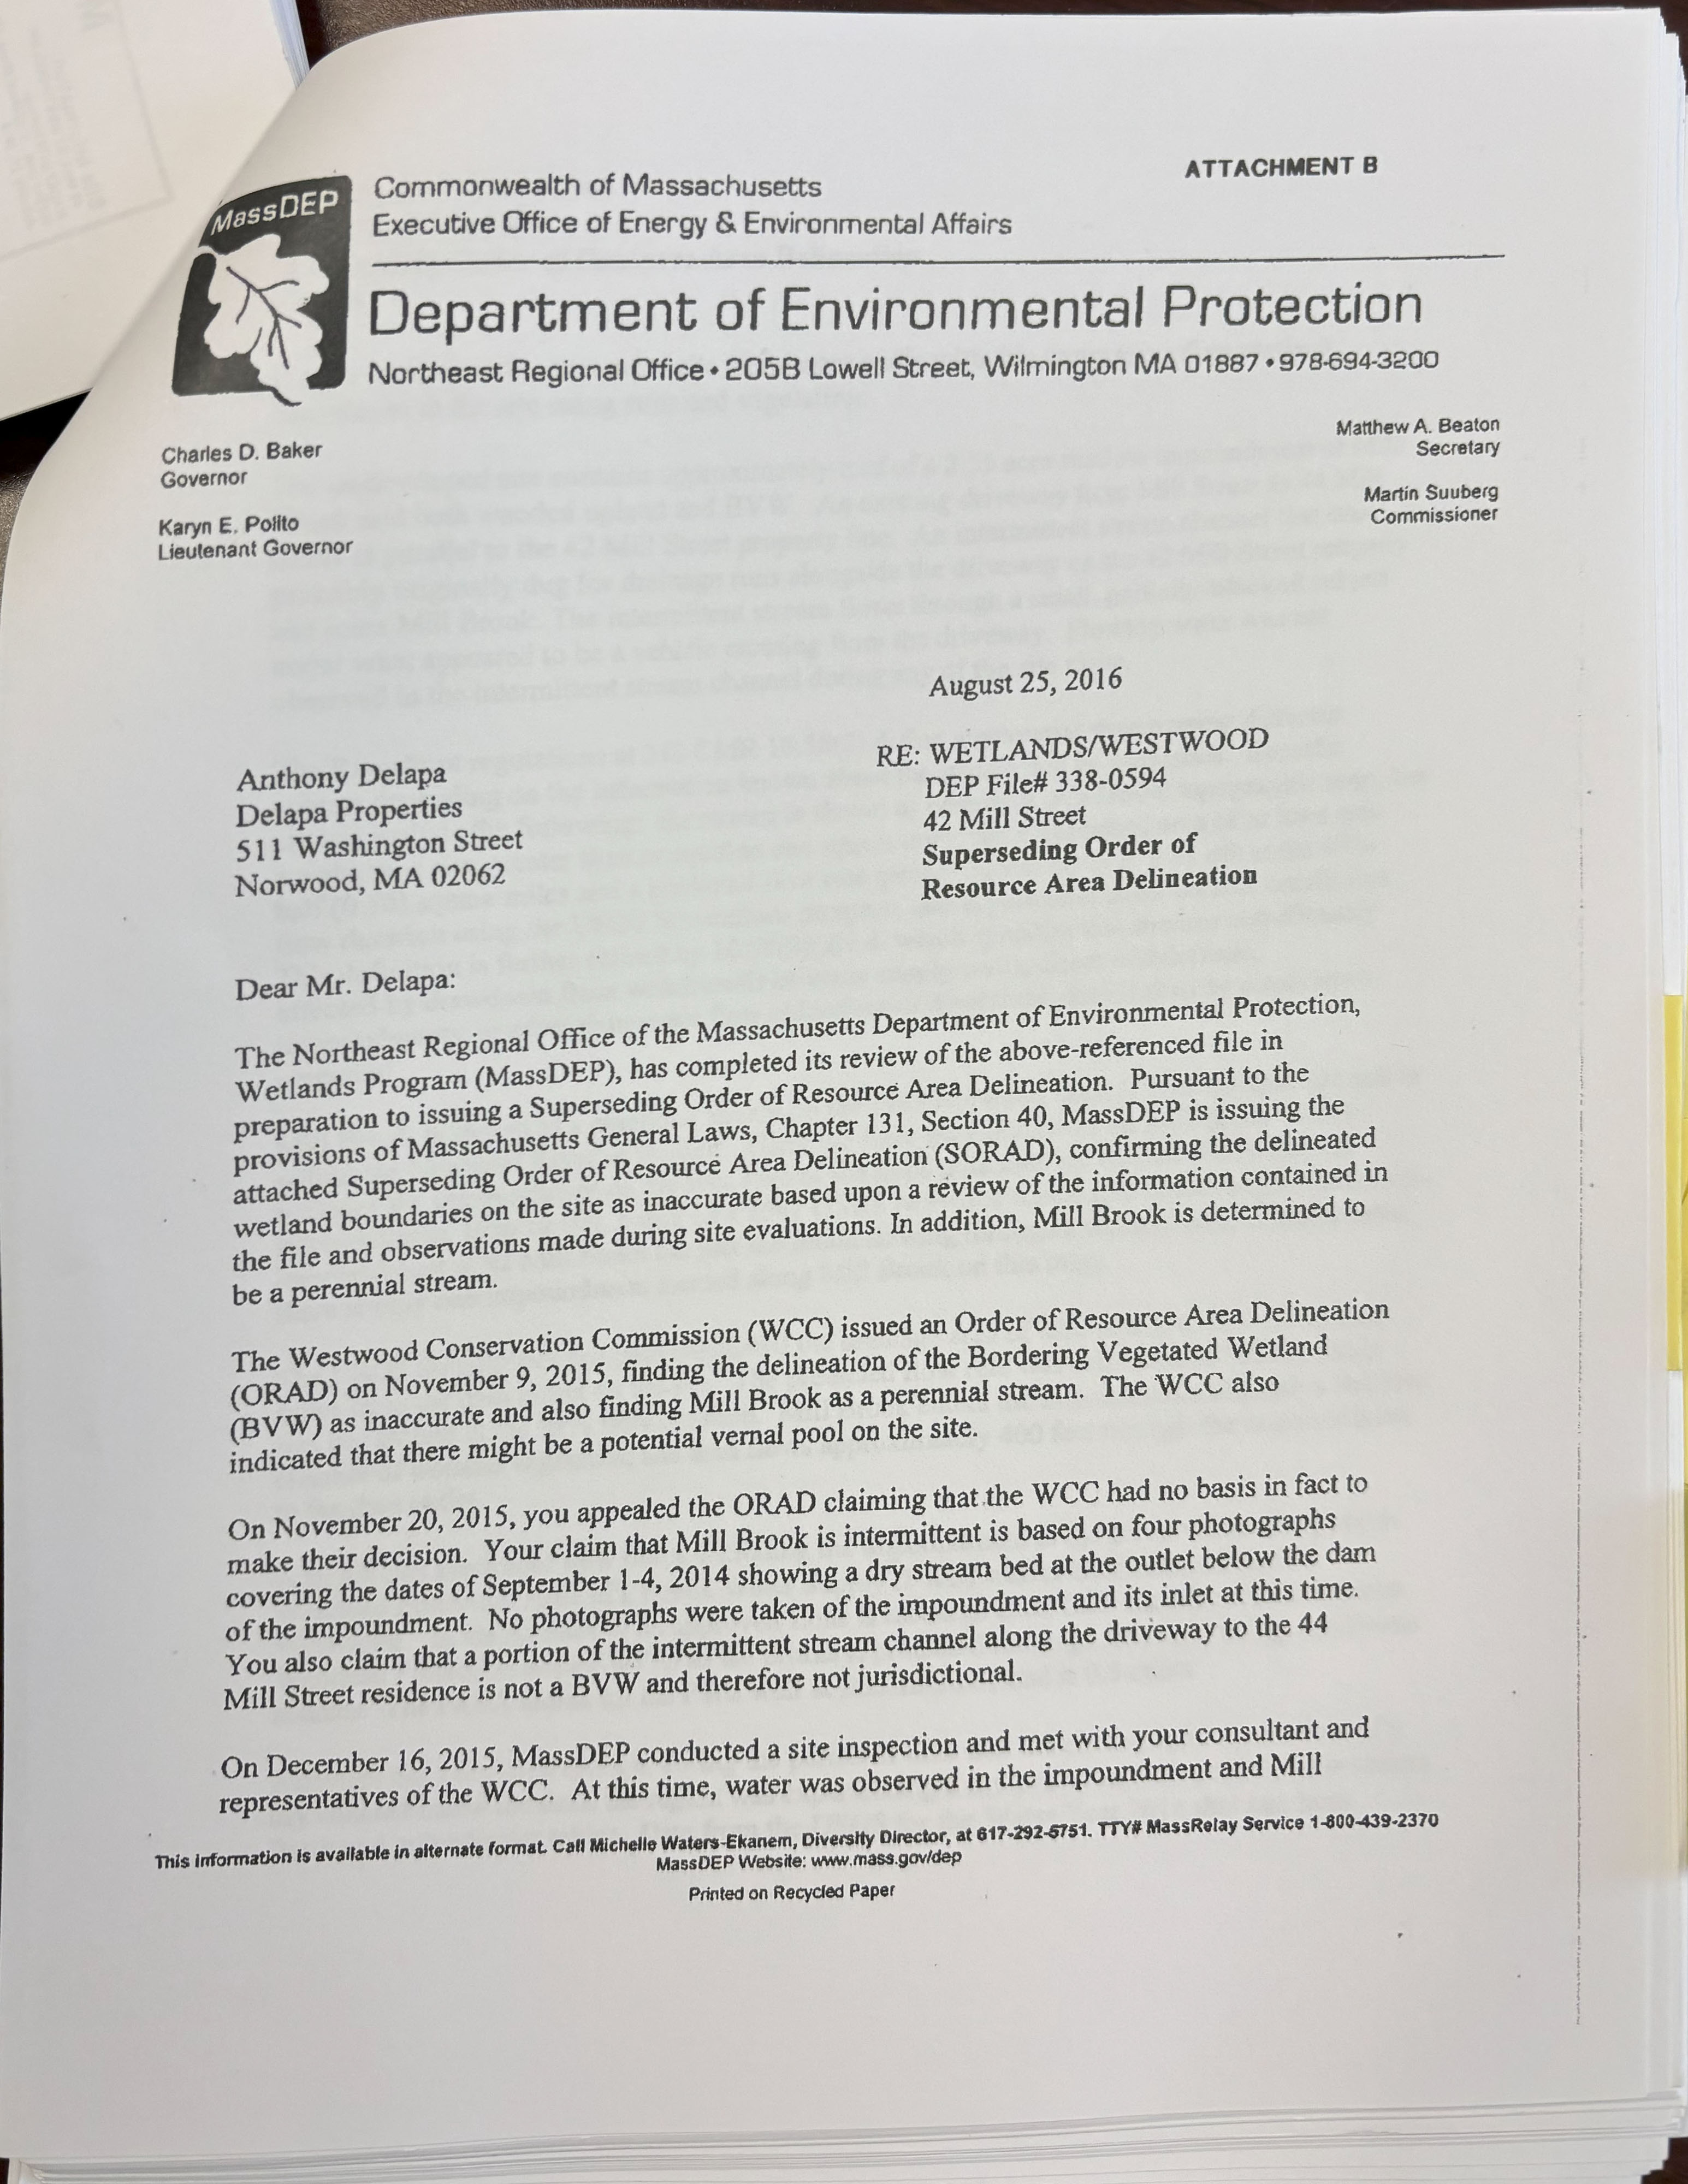 ATTACHMENT B
MassDEP
Commonwealth of Massachusetts
Executive Office of Energy & Environmental Affairs
Department of Environmental Protection
Northeast Regional Office • 205B Lowell Street, Wilmington MA 01887 • 978-694-3200
Charles D. Baker
Governor
Karyn E. Polito
Lieutenant Governor
Matthew A. Beaton
Secretary
Martin Suuberg
Commissioner
August 25, 2016
Anthony Delapa
Delapa Properties
511 Washington Street
Norwood, MA 02062
RE: WETLANDS/WESTWOOD
DEP File# 338-0594
42 Mill Street
Superseding Order of
Resource Area Delineation
Dear Mr. Delapa:
The Northeast Regional Office of the Massachusetts Department of Environmental Protection,
Wetlands Program (MassDEP), has completed its review of the above-referenced file in
preparation to issuing a Superseding Order of Resource Area Delineation. Pursuant to the
provisions of Massachusetts General Laws, Chapter 131, Section 40, MassDEP is issuing the
attached Superseding Order of Resource Area Delineation (SORAD), confirming the delineated
wetland boundaries on the site as inaccurate based upon a review of the information contained in
the file and observations made during site evaluations. In addition, Mill Brook is determined to
be a perennial stream.
The Westwood Conservation Commission (WCC) issued an Order of Resource Area Delineation
(ORAD) on November 9, 2015, finding the delineation of the Bordering Vegetated Wetland
(BVW) as inaccurate and also finding Mill Brook as a perennial stream. The WCC also
indicated that there might be a potential vernal pool on the site.
On November 20, 2015, you appealed the ORAD claiming that the WCC had no basis in fact to
make their decision. Your claim that Mill Brook is intermittent is based on four photographs
covering the dates of September 1-4, 2014 showing a dry stream bed at the outlet below the dam
of the impoundment. No photographs were taken of the impoundment and its inlet at this time.
You also claim that a portion of the intermittent stream channel along the driveway to the 44
Mill Street residence is not a BVW and therefore not jurisdictional.
On December 16, 2015, MassDEP conducted a site inspection and met with your consultant and
representatives of the WCC. At this time, water was observed in the impoundment and Mill
This information is available in alternate format. Call Michelle Waters-Ekanem, Diversity Director, at 617-292-5751. TTY# MassRelay Service 1-800-439-2370
MassDEP Website: www.mass.gov/dep
Printed on Recycled Paper